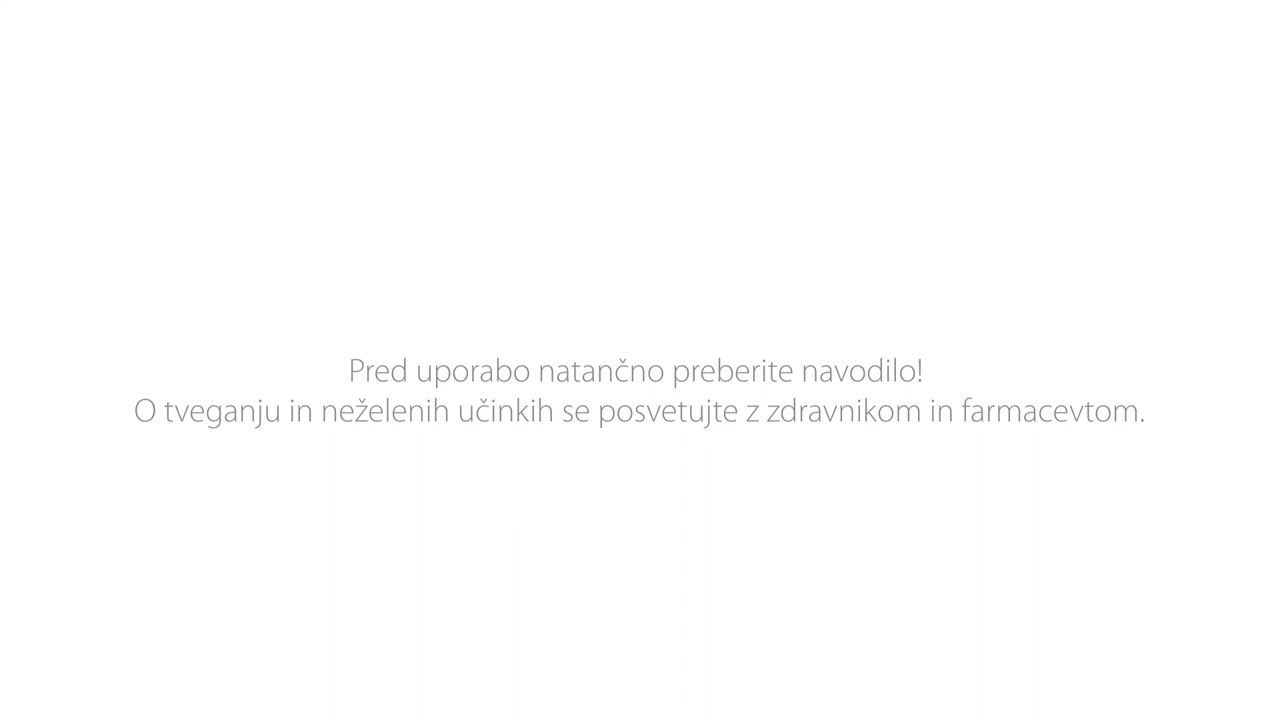 Pred uporabo natančno preberite navodilo!
O tveganju in neželenih učinkih se posvetujte z zdravnikom in farmacevtom.